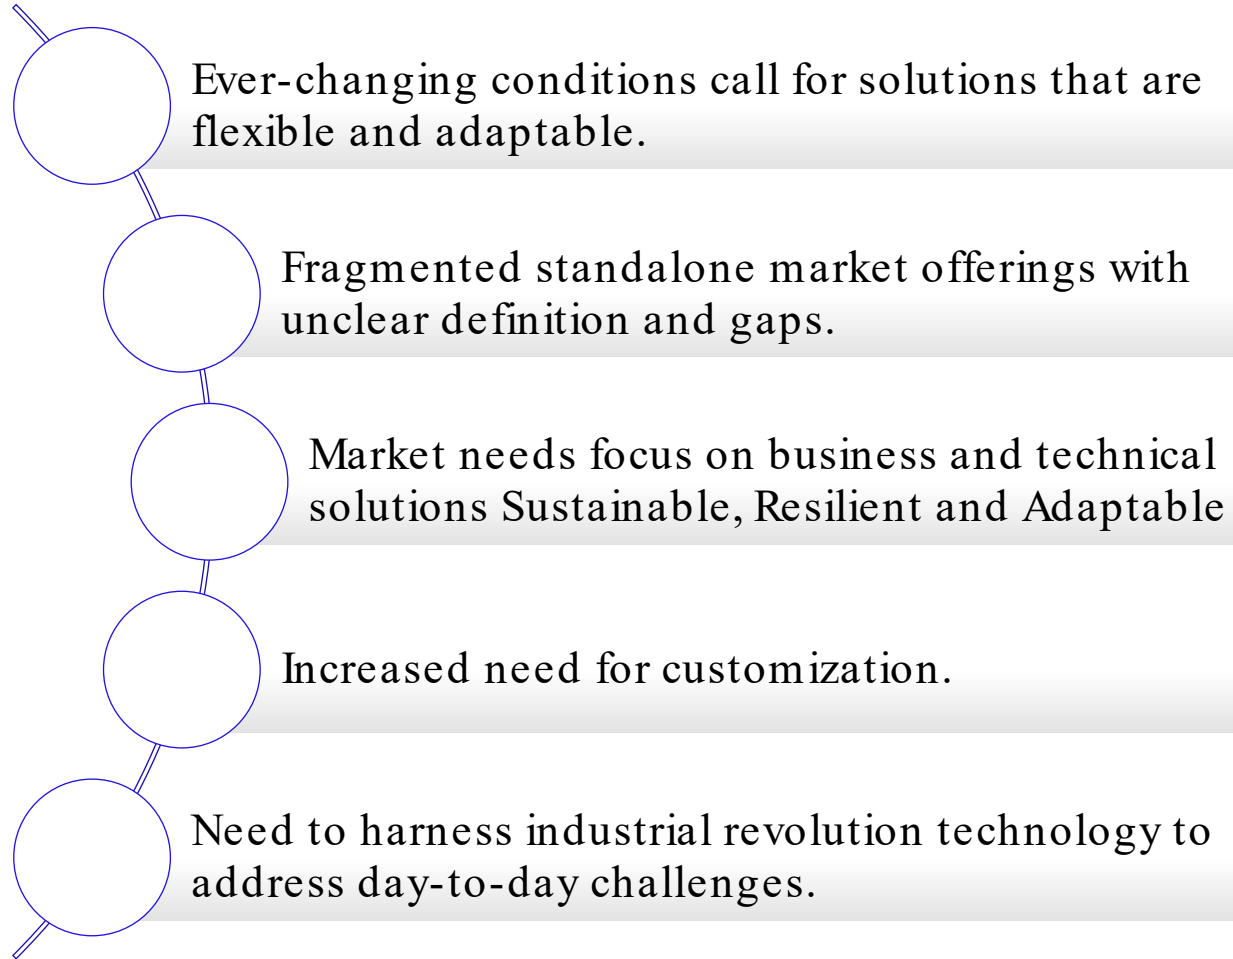 Ever-changing conditions call for solutions that are
flexible and adaptable.
Fragmented standalone market offerings with
unclear definition and gaps.
Market needs focus on business and technical
solutions Sustainable, Resilient and Adaptable
Increased need for customization.
Need to harness industrial revolution technology to
address day-to-day challenges.